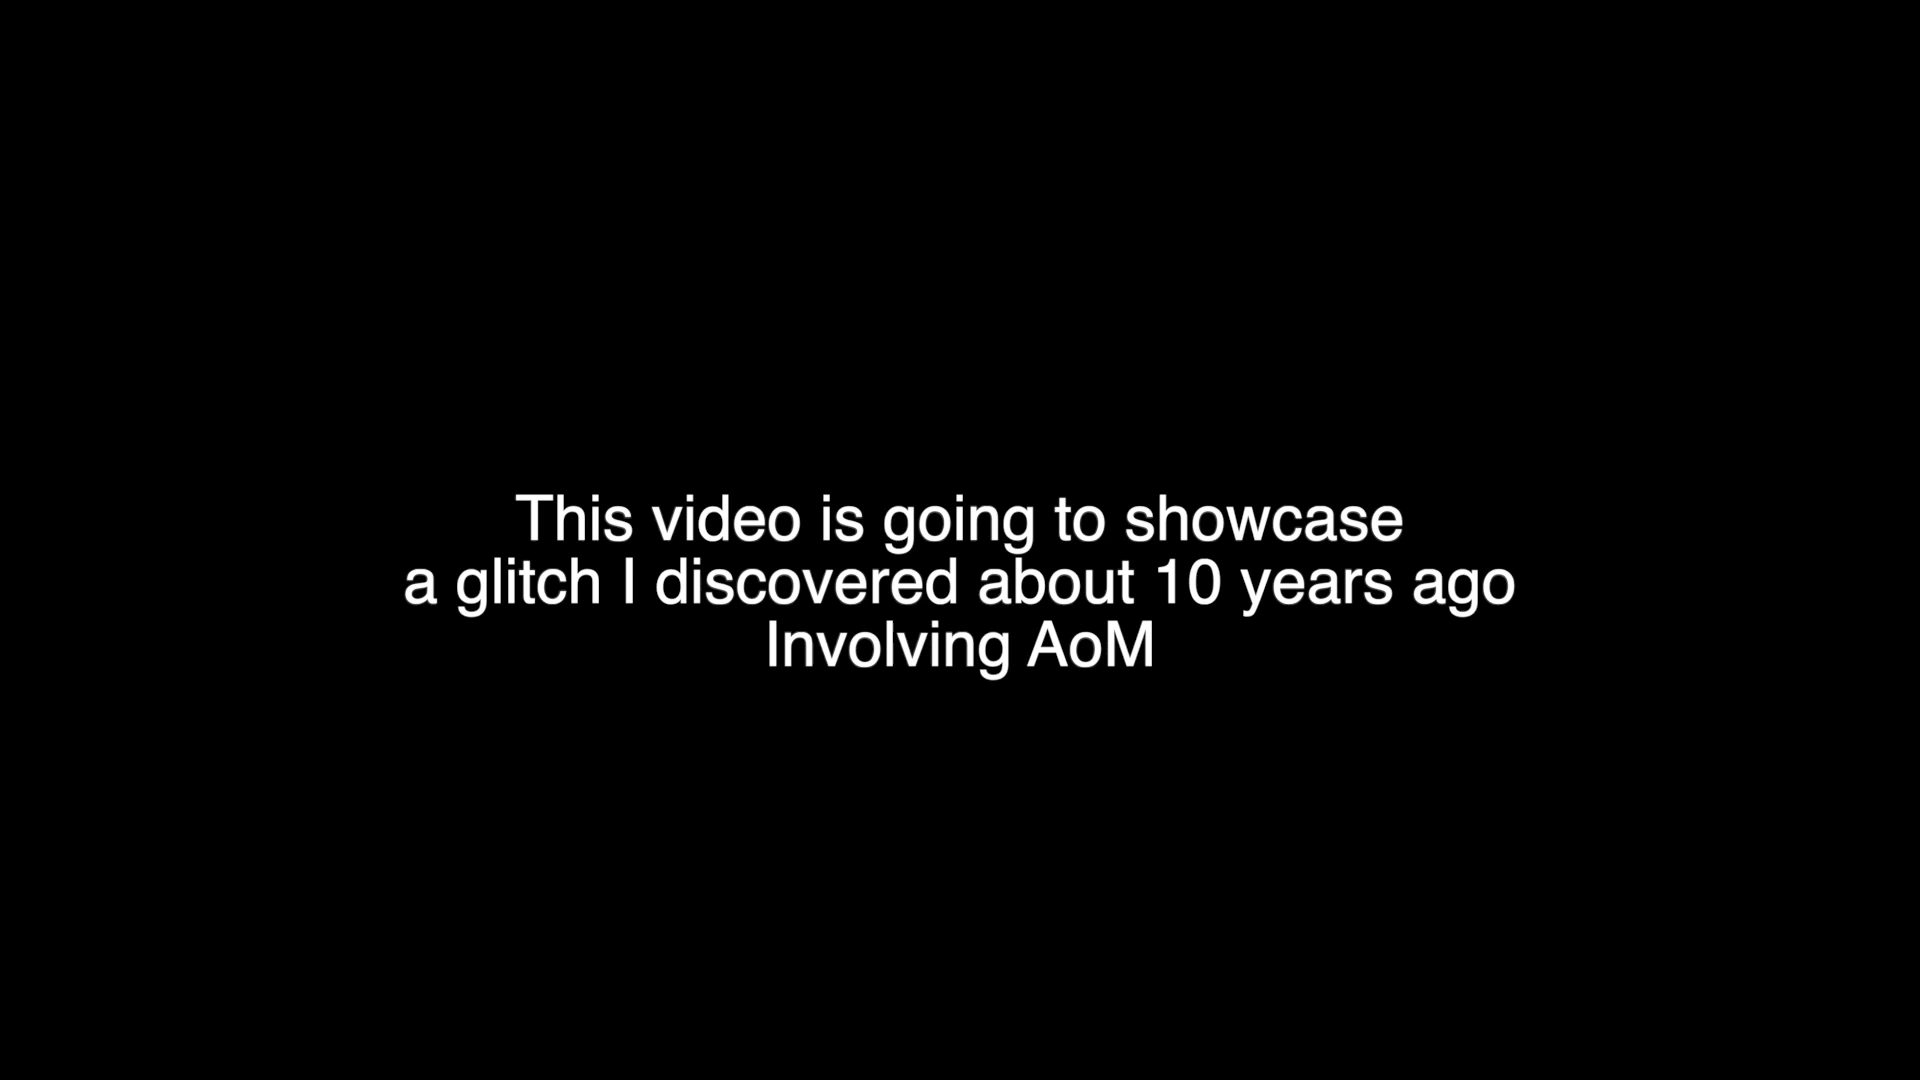 This video is going to showcase
a glitch I discovered about 10 years ago
Involving AoM